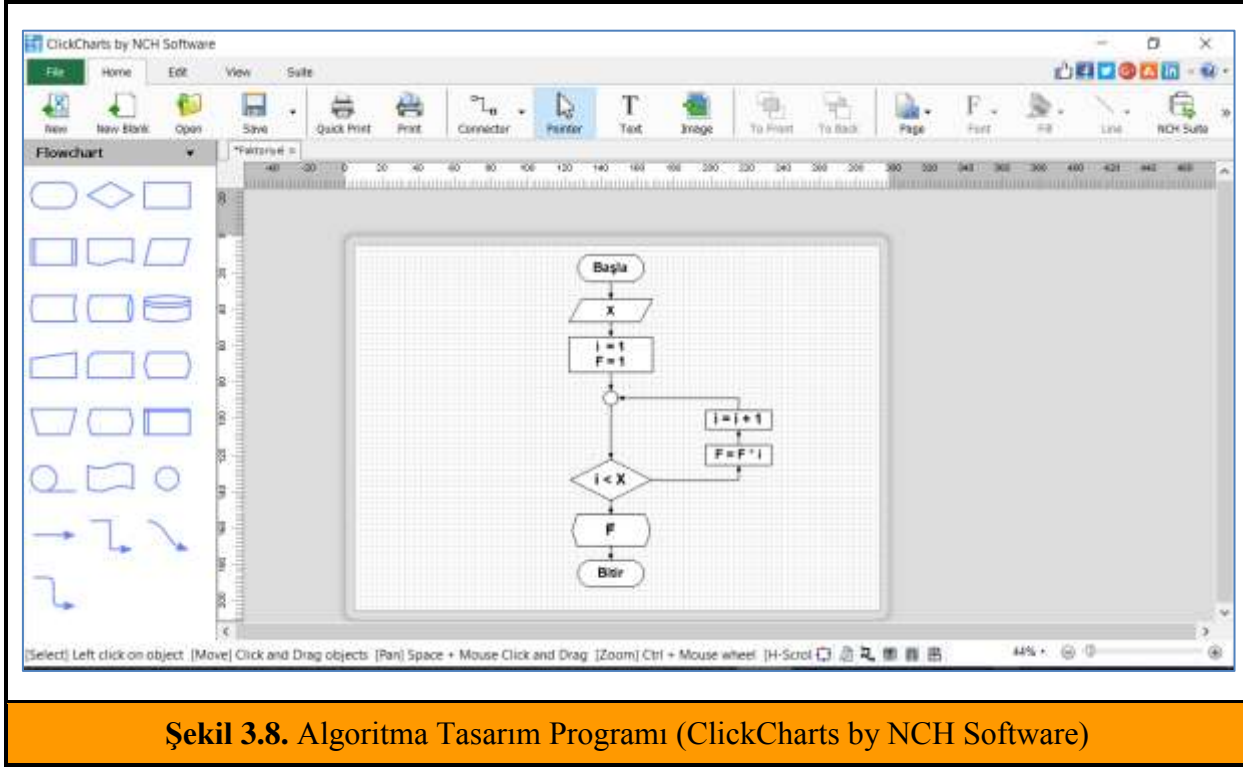 ClickCharts by NCH Software
File Home Edit View Suite
New New Blank Open Save Quick Print Print Connector Pointer Text Image To Front To Back Page Font Fill Line NCH Suite
Flowchart
Başla
X
i = 1
F = 1
i = i + 1
F = F * i
i < X
F
Bitir
[Select] Left click on object [Move] Click and Drag objects [Pan] Space + Mouse Click and Drag [Zoom] Ctrl + Mouse wheel [H-Scrol 44%
Şekil 3.8. Algoritma Tasarım Programı (ClickCharts by NCH Software)